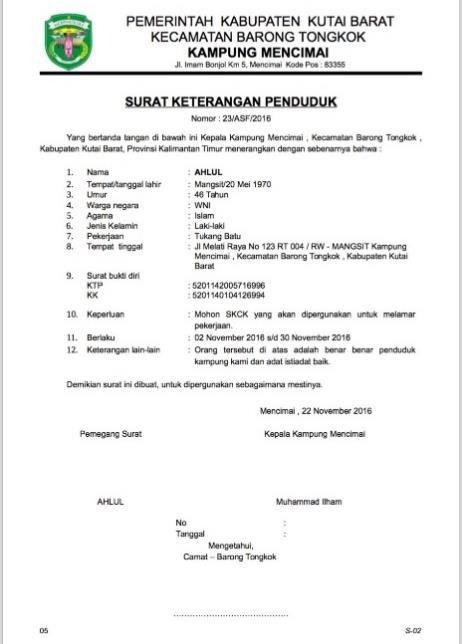 PEMERINTAH KABUPATEN KUTAI BARAT
KECAMATAN BARONG TONGKOK
KAMPUNG MENCIMAI
Jl. Imam Bonjol Km 5, Mencimai Kode Pos : 83355
SURAT KETERANGAN PENDUDUK
Nomor : 23/ASF/2016
Yang bertanda tangan di bawah ini Kepala Kampung Mencimai , Kecamatan Barong Tongkok ,
Kabupaten Kutai Barat, Provinsi Kalimantan Timur menerangkan dengan sebenarnya bahwa :
1. Nama : AHLUL
2. Tempat/tanggal lahir : Mangsit/20 Mei 1970
3. Umur : 46 Tahun
4. Warga negara : WNI
5. Agama : Islam
6. Jenis Kelamin : Laki-laki
7. Pekerjaan : Tukang Batu
8. Tempat tinggal : Jl Melati Raya No 123 RT 004 / RW - MANGSIT Kampung
Mencimai , Kecamatan Barong Tongkok , Kabupaten Kutai
Barat
9. Surat bukti diri
KTP : 5201142005716996
KK : 5201140104126994
10. Keperluan : Mohon SKCK yang akan dipergunakan untuk melamar
pekerjaan.
11. Berlaku : 02 November 2016 s/d 30 November 2016
12. Keterangan lain-lain : Orang tersebut di atas adalah benar benar penduduk
kampung kami dan adat istiadat baik.
Demikian surat ini dibuat, untuk dipergunakan sebagaimana mestinya.
Mencimai , 22 November 2016
Pemegang Surat Kepala Kampung Mencimai
AHLUL Muhammad Ilham
No :
Tanggal :
Mengetahui,
Camat – Barong Tongkok
05 S-02